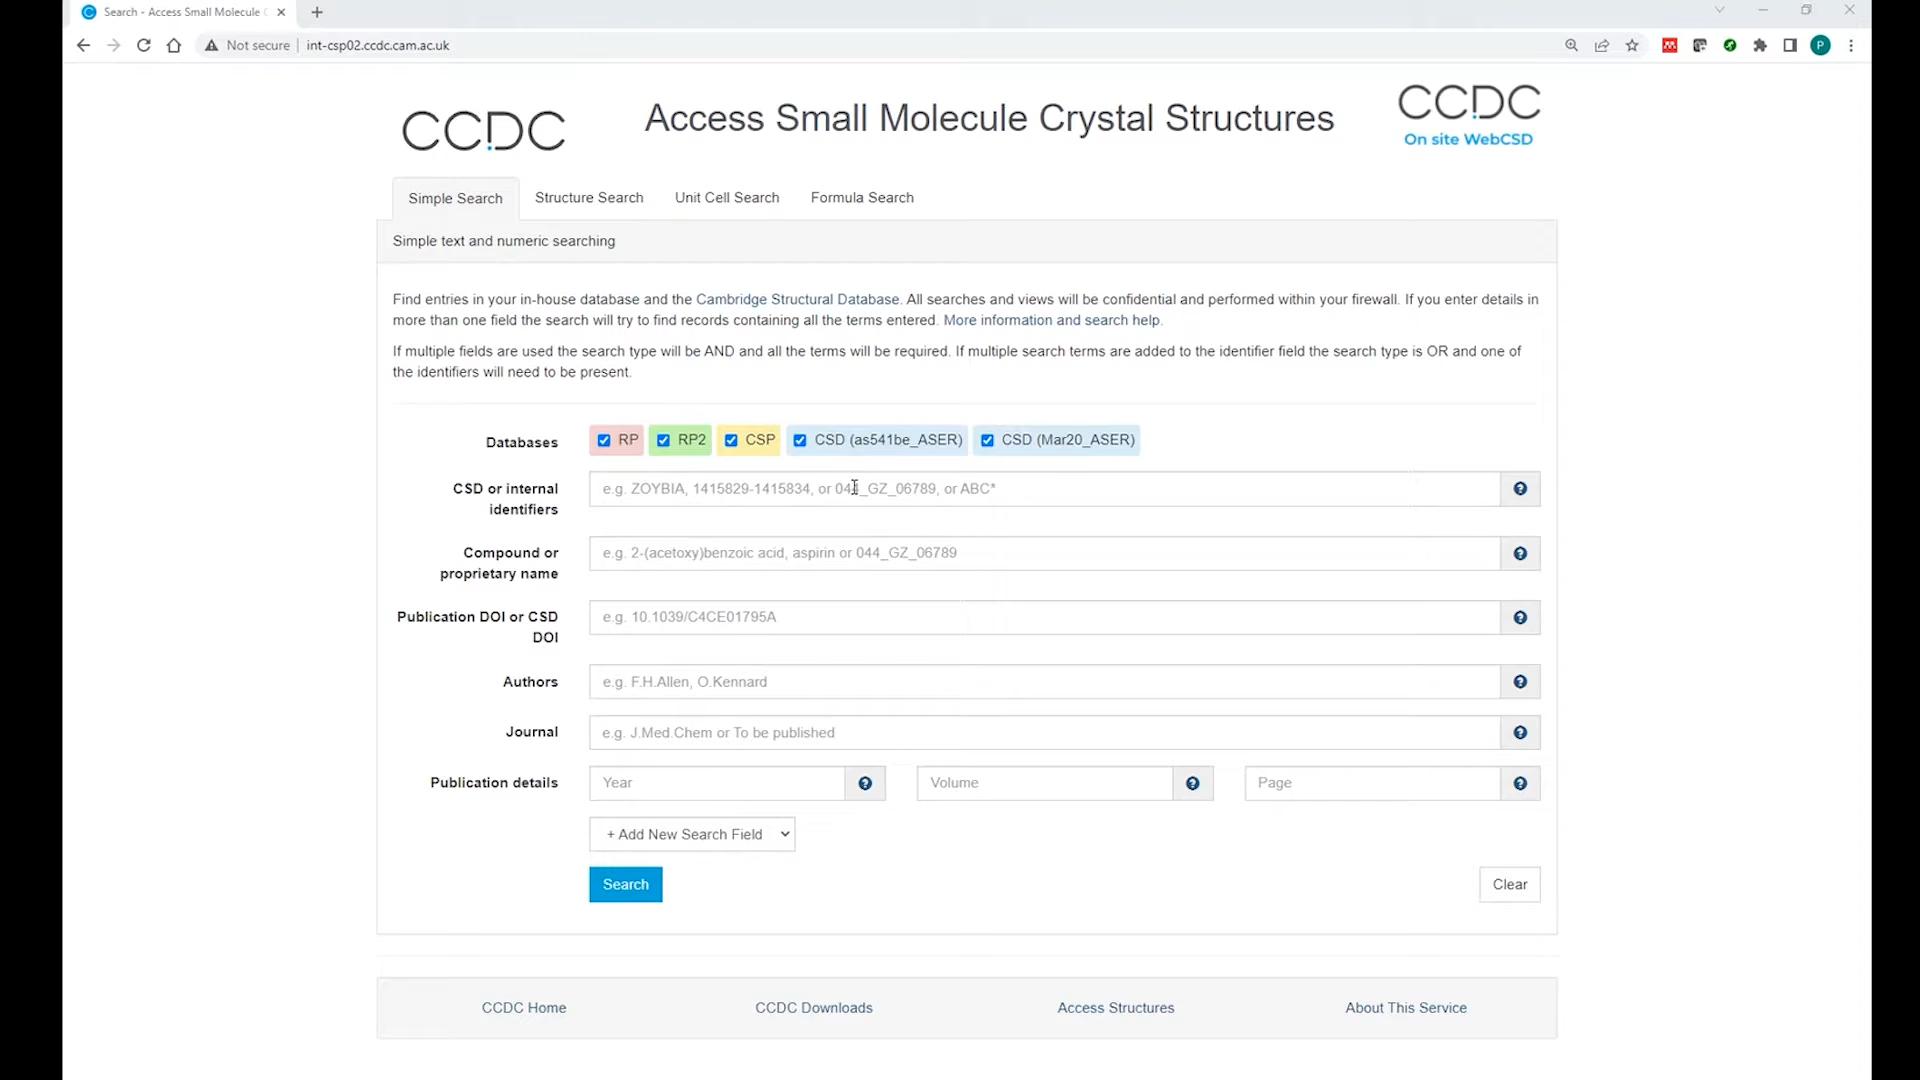 Search - Access Small Molecule C
Not secure
int-csp02.ccdc.cam.ac.uk
P
CCDC
Access Small Molecule Crystal Structures
CCDC
On site WebCSD
Simple Search
Structure Search
Unit Cell Search
Formula Search
Simple text and numeric searching
Find entries in your in-house database and the Cambridge Structural Database. All searches and views will be confidential and performed within your firewall. If you enter details in
more than one field the search will try to find records containing all the terms entered. More information and search help.
If multiple fields are used the search type will be AND and all the terms will be required. If multiple search terms are added to the identifier field the search type is OR and one of
the identifiers will need to be present.
Databases
RP
RP2
CSP
CSD (as541be_ASER)
CSD (Mar20_ASER)
CSD or internal
identifiers
e.g. ZOYBIA, 1415829-1415834, or 044_GZ_06789, or ABC*
Compound or
proprietary name
e.g. 2-(acetoxy)benzoic acid, aspirin or 044_GZ_06789
Publication DOI or CSD
DOI
e.g. 10.1039/C4CE01795A
Authors
e.g. F.H.Allen, O.Kennard
Journal
e.g. J.Med.Chem or To be published
Publication details
Year
Volume
Page
+ Add New Search Field
Search
Clear
CCDC Home
CCDC Downloads
Access Structures
About This Service